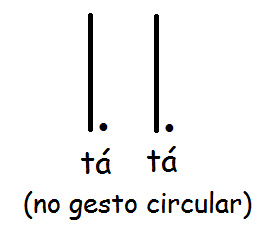 tá tá
(no gesto circular)